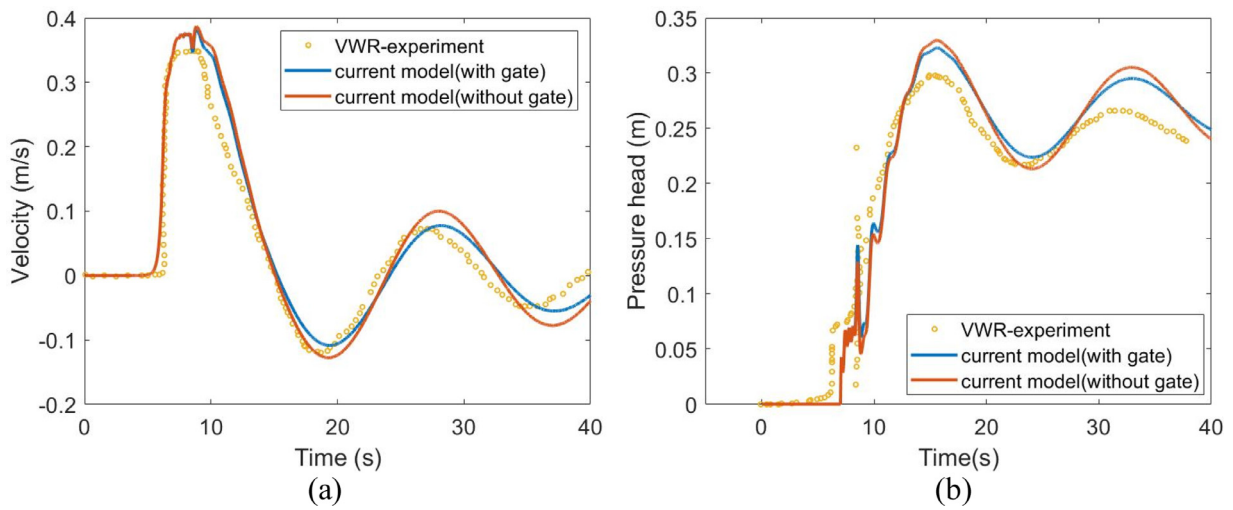 0.4
0.3
0.2
0.1
0
-0.1
-0.2
Velocity (m/s)
VWR-experiment
current model(with gate)
current model(without gate)
0 10 20 30 40
Time (s)
(a)
0.35
0.3
0.25
0.2
0.15
0.1
0.05
0
Pressure head (m)
VWR-experiment
current model(with gate)
current model(without gate)
0 10 20 30 40
Time(s)
(b)